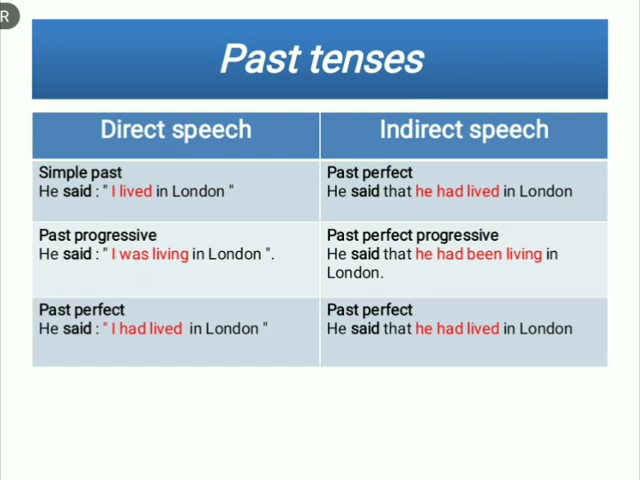 R
Past tenses
Direct speech
Indirect speech
Simple past
He said : " I lived in London "
Past perfect
He said that he had lived in London
Past progressive
He said : " I was living in London ".
Past perfect progressive
He said that he had been living in
London.
Past perfect
He said : " I had lived  in London "
Past perfect
He said that he had lived in London